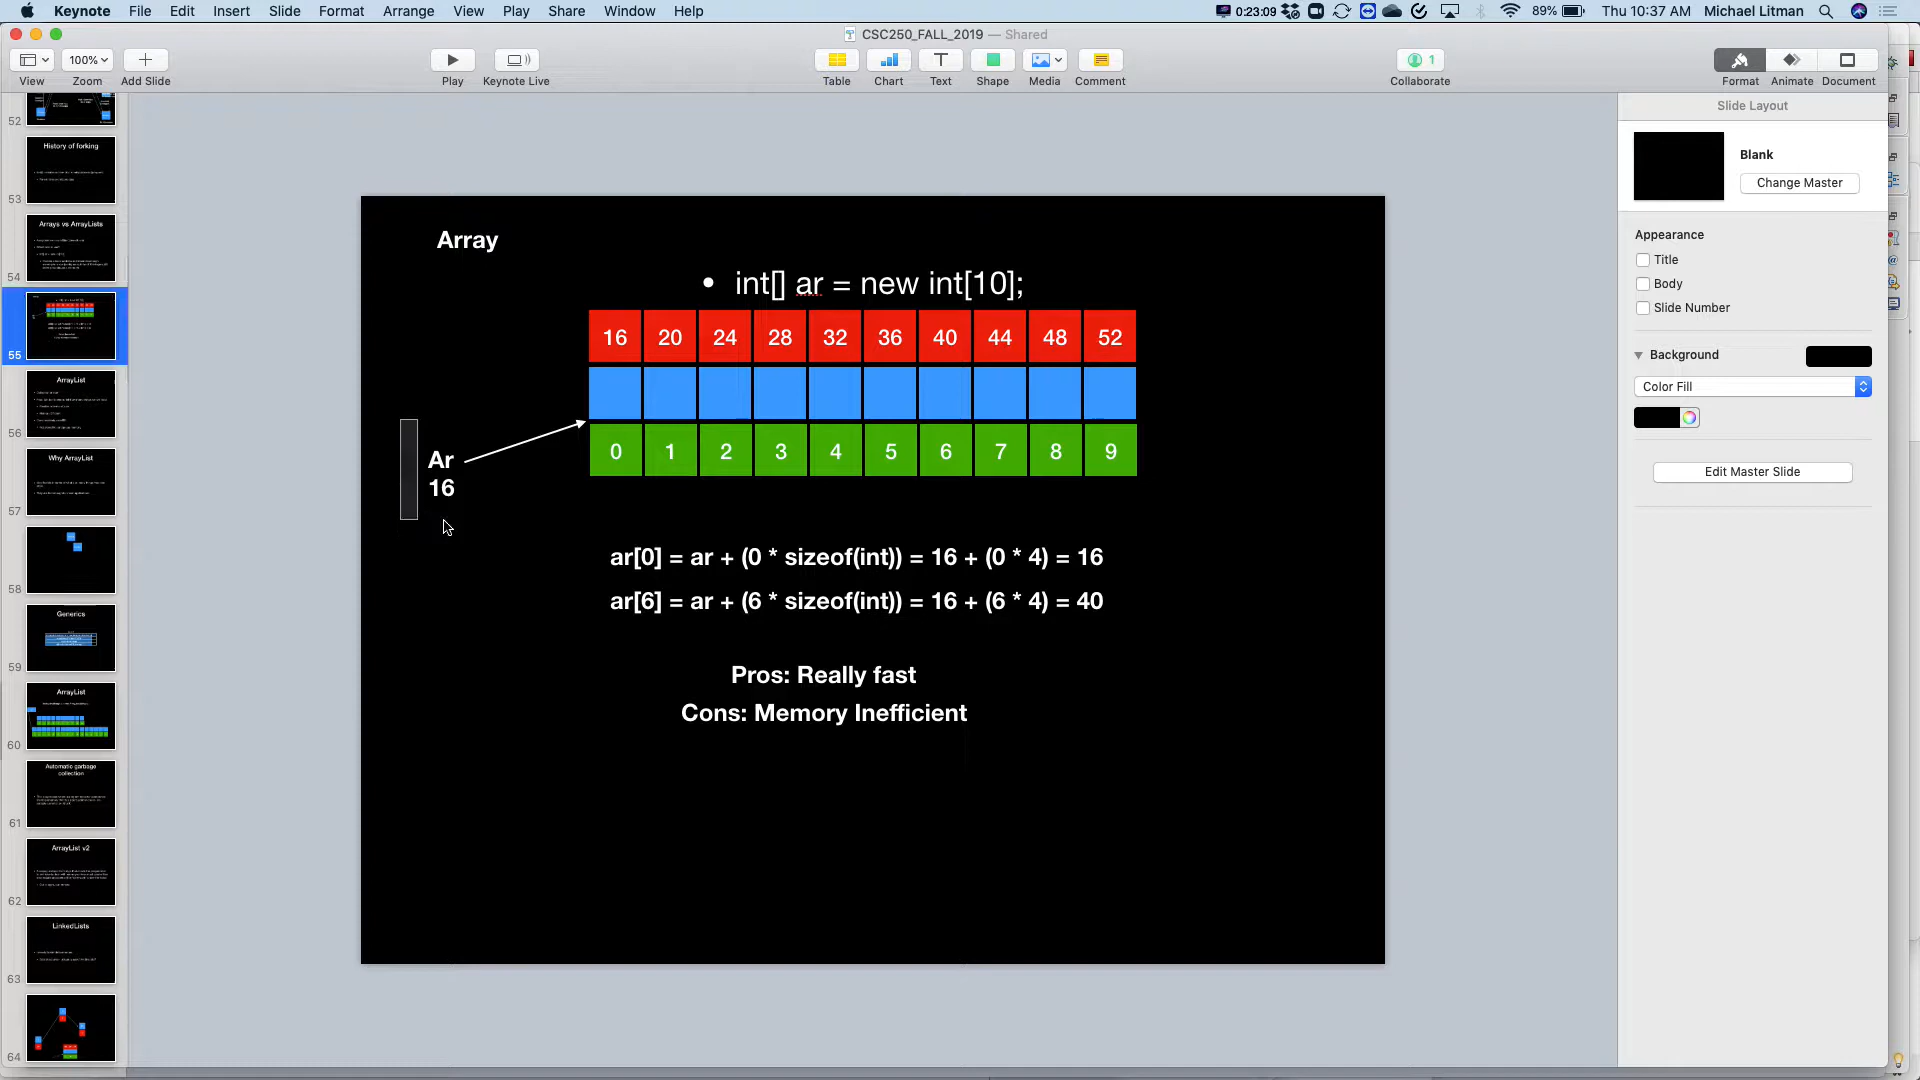 Keynote File Edit Insert Slide Format Arrange View Play Share Window Help
0:23:09 89% Thu 10:37 AM Michael Litman
CSC250_FALL_2019 — Shared
100%
View Zoom Add Slide Play Keynote Live Table Chart Text Shape Media Comment Collaborate Format Animate Document
1
Slide Layout
Blank
Change Master
Appearance
Title
Body
Slide Number
Background
Color Fill
Edit Master Slide
52
History of forking
53
Arrays vs ArrayLists
54
55
ArrayList
56
Why ArrayList
57
58
Generics
59
ArrayList
60
Automatic garbage
collection
61
ArrayList v2
62
LinkedLists
63
64
Array
• int[] ar = new int[10];
16 20 24 28 32 36 40 44 48 52
0 1 2 3 4 5 6 7 8 9
Ar
16
ar[0] = ar + (0 * sizeof(int)) = 16 + (0 * 4) = 16
ar[6] = ar + (6 * sizeof(int)) = 16 + (6 * 4) = 40
Pros: Really fast
Cons: Memory Inefficient